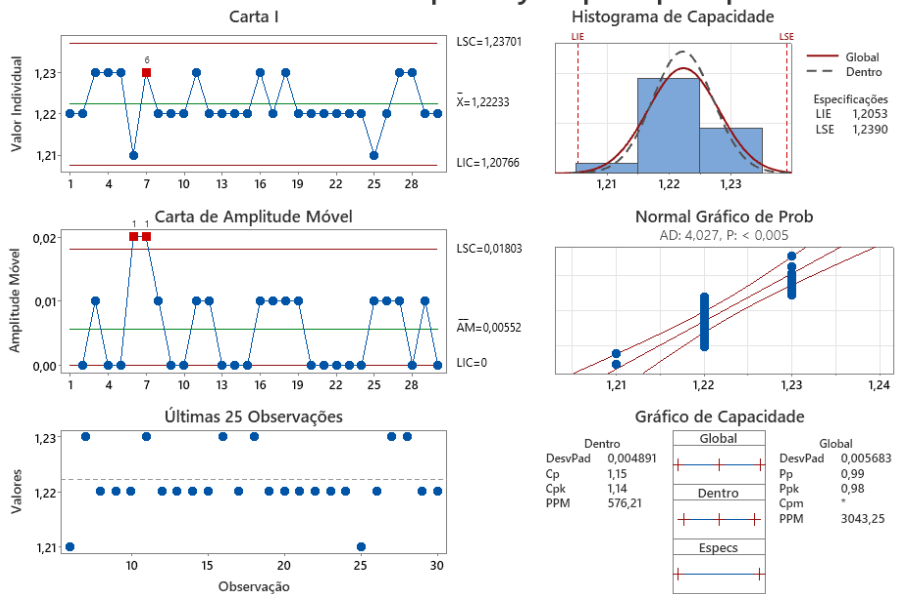 Carta I
Valor Individual
1,23
1,22
1,21
6
LSC=1,23701
X=1,22233
LIC=1,20766
1 4 7 10 13 16 19 22 25 28
Histograma de Capacidade
LIE
LSE
Global
Dentro
Especificações
LIE 1,2053
LSE 1,2390
1,21 1,22 1,23
Carta de Amplitude Móvel
Amplitude Móvel
0,02
0,01
0,00
1 1
LSC=0,01803
AM=0,00552
LIC=0
1 4 7 10 13 16 19 22 25 28
Normal Gráfico de Prob
AD: 4,027, P: < 0,005
1,21 1,22 1,23 1,24
Últimas 25 Observações
Valores
1,23
1,22
1,21
10 15 20 25 30
Observação
Gráfico de Capacidade
Dentro
DesvPad 0,004891
Cp 1,15
Cpk 1,14
PPM 576,21
Global
Dentro
Especs
Global
DesvPad 0,005683
Pp 0,99
Ppk 0,98
Cpm *
PPM 3043,25